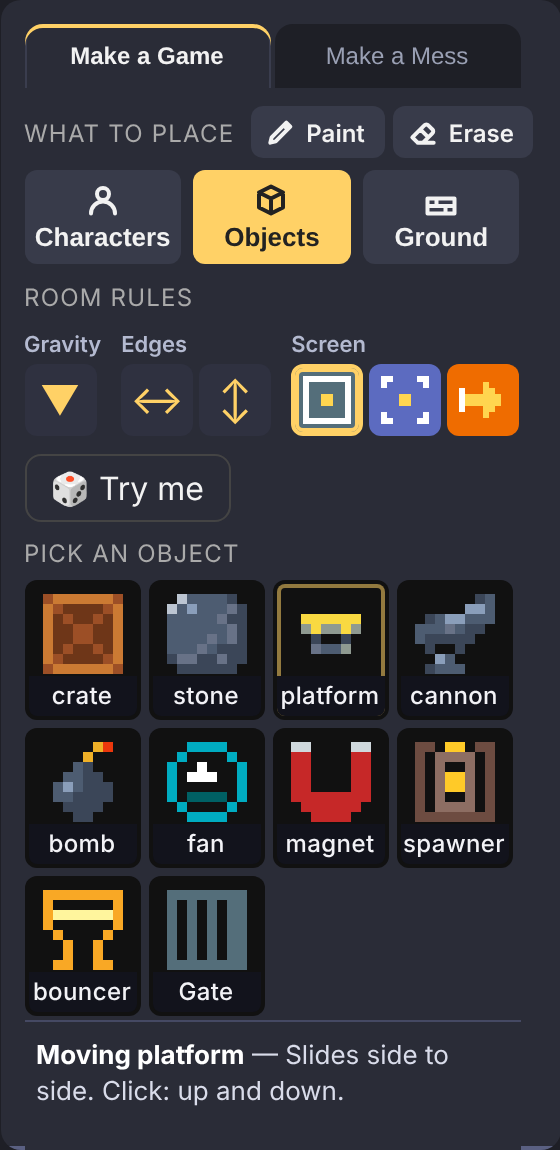 Make a Game
Make a Mess
WHAT TO PLACE
Paint
Erase
Characters
Objects
Ground
ROOM RULES
Gravity
Edges
Screen
Try me
PICK AN OBJECT
crate
stone
platform
cannon
bomb
fan
magnet
spawner
bouncer
Gate
Moving platform — Slides side to
side. Click: up and down.